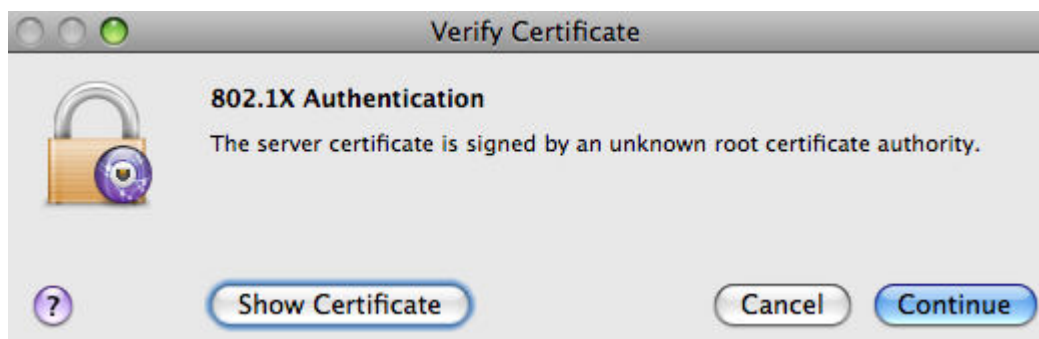 Verify Certificate
802.1X Authentication
The server certificate is signed by an unknown root certificate authority.
?
Show Certificate
Cancel
Continue